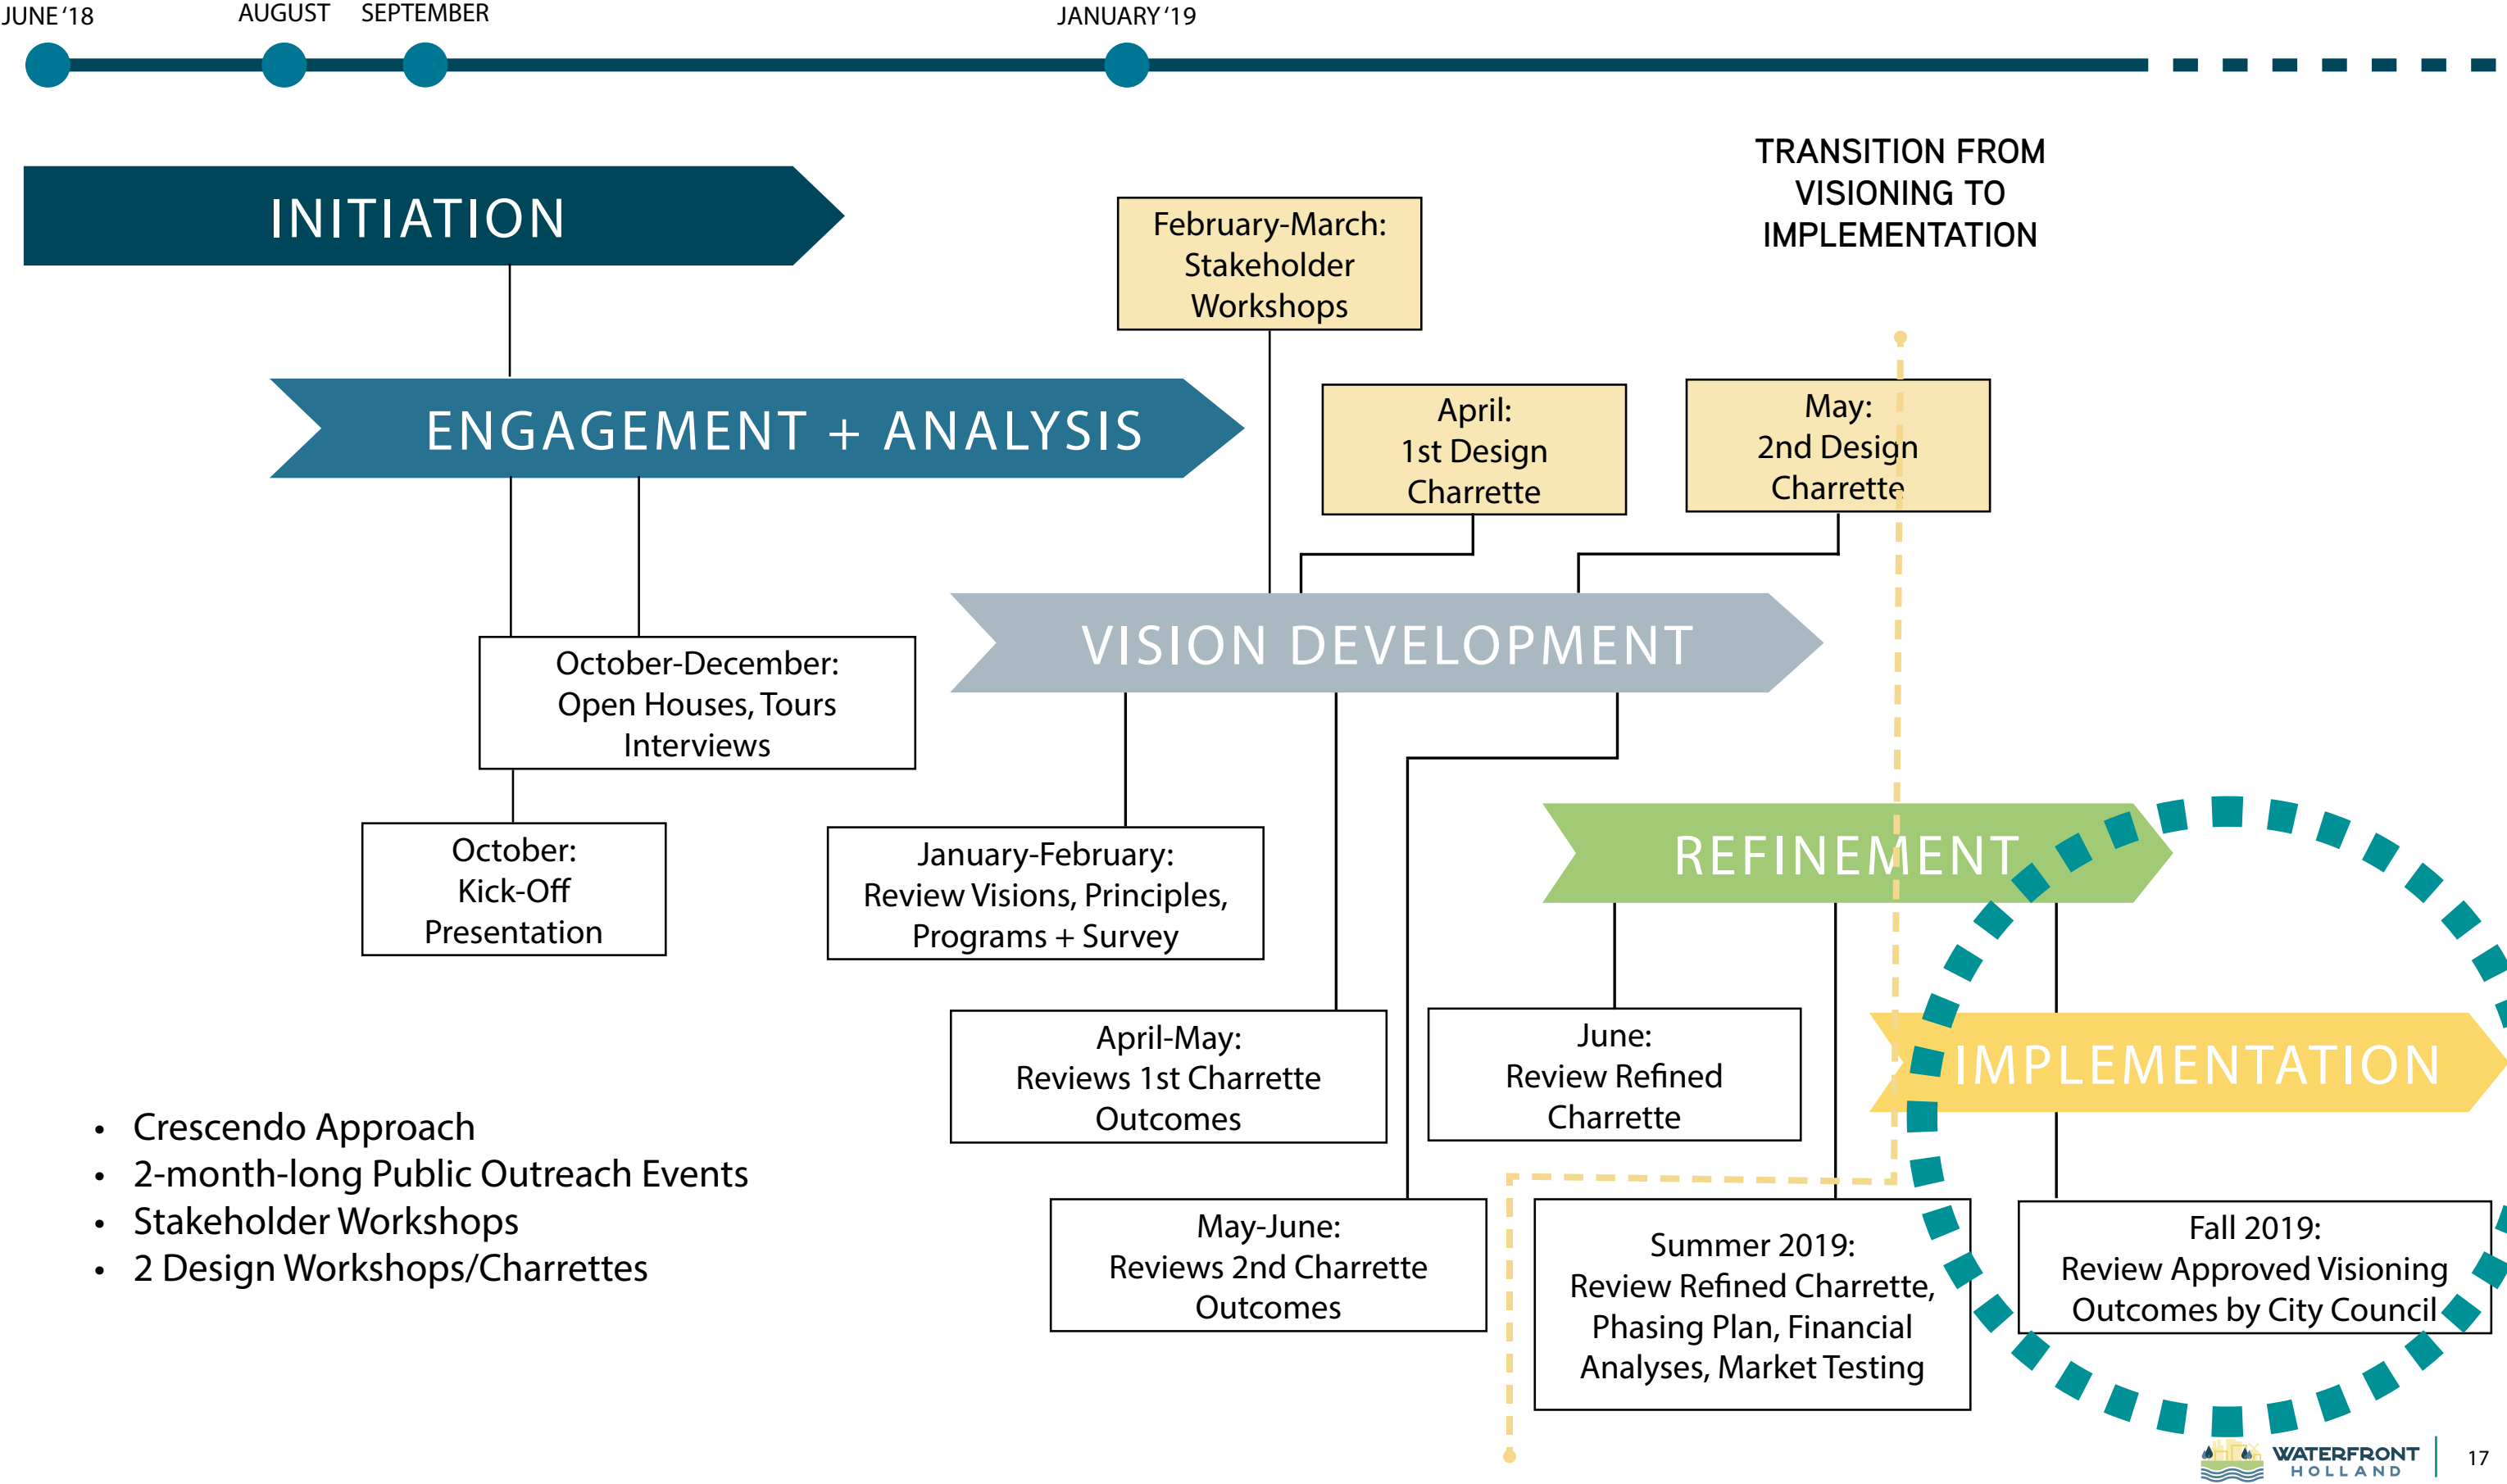 JUNE ‘18
AUGUST
SEPTEMBER
JANUARY ‘19
TRANSITION FROM
VISIONING TO
IMPLEMENTATION
INITIATION
February-March:
Stakeholder
Workshops
ENGAGEMENT + ANALYSIS
April:
1st Design
Charrette
May:
2nd Design
Charrette
VISION DEVELOPMENT
October-December:
Open Houses, Tours
Interviews
October:
Kick-Off
Presentation
January-February:
Review Visions, Principles,
Programs + Survey
REFINEMENT
April-May:
Reviews 1st Charrette
Outcomes
June:
Review Refined
Charrette
IMPLEMENTATION
• Crescendo Approach
• 2-month-long Public Outreach Events
• Stakeholder Workshops
• 2 Design Workshops/Charrettes
May-June:
Reviews 2nd Charrette
Outcomes
Summer 2019:
Review Refined Charrette,
Phasing Plan, Financial
Analyses, Market Testing
Fall 2019:
Review Approved Visioning
Outcomes by City Council
WATERFRONT
HOLLAND
17